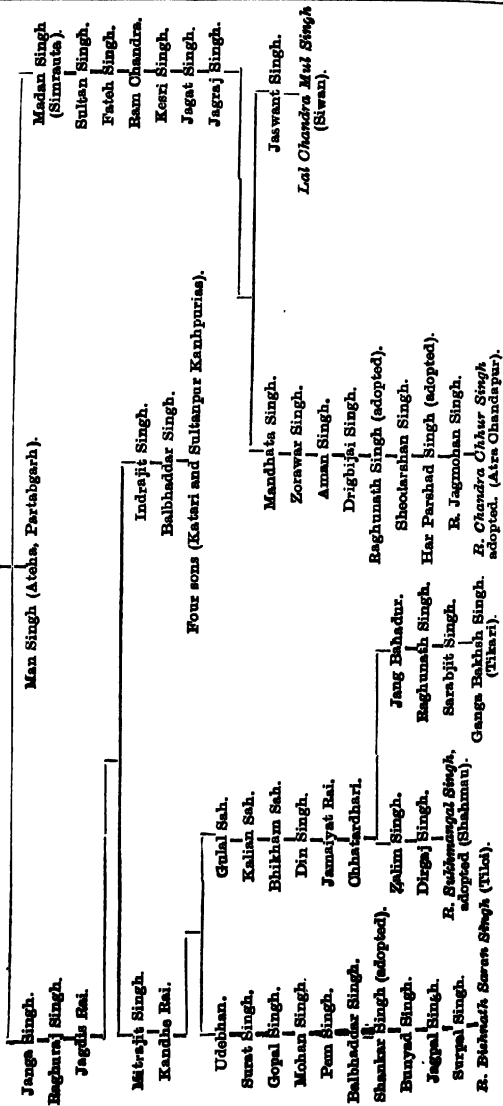 Janga Singh.
Raghuraj Singh.
Jagdis Rai.
Man Singh (Ateha, Partabgarh).
Madan Singh
(Simrauta).
Sultan Singh.
Fateh Singh.
Ram Chandra.
Kesri Singh.
Jagat Singh.
Jagraj Singh.
Mitrajit Singh.
Kandhe Rai.
Indrajit Singh.
Balbhaddar Singh.
Four sons (Katari and Sultanpur Kanhpurias).
Udebhan.
Surat Singh.
Gopal Singh.
Mohan Singh.
Pem Singh.
Balbhaddar Singh.
Shankar Singh (adopted).
Bunyad Singh.
Jagpal Singh.
Surpal Singh.
R. Bishnath Saran Singh (Tiloi).
Gulal Sah.
Kalian Sah.
Bhikham Sah.
Din Singh.
Jamaiyat Rai.
Chhatardhari.
Zalim Singh.
Dirgaj Singh.
R. Sukhmangal Singh,
adopted (Shahmau).
Jang Bahadur.
Raghunath Singh.
Sarabjit Singh.
Ganga Bakhsh Singh.
(Tikari).
Mandhata Singh.
Zorawar Singh.
Aman Singh.
Drigbijai Singh.
Raghunath Singh (adopted).
Sheodarshan Singh.
Har Parshad Singh (adopted).
R. Jagmohan Singh.
R. Chandra Chhur Singh
adopted, (Atra Chandapur).
Jaswant Singh.
Lal Chandra Mul Singh
(Siwan).